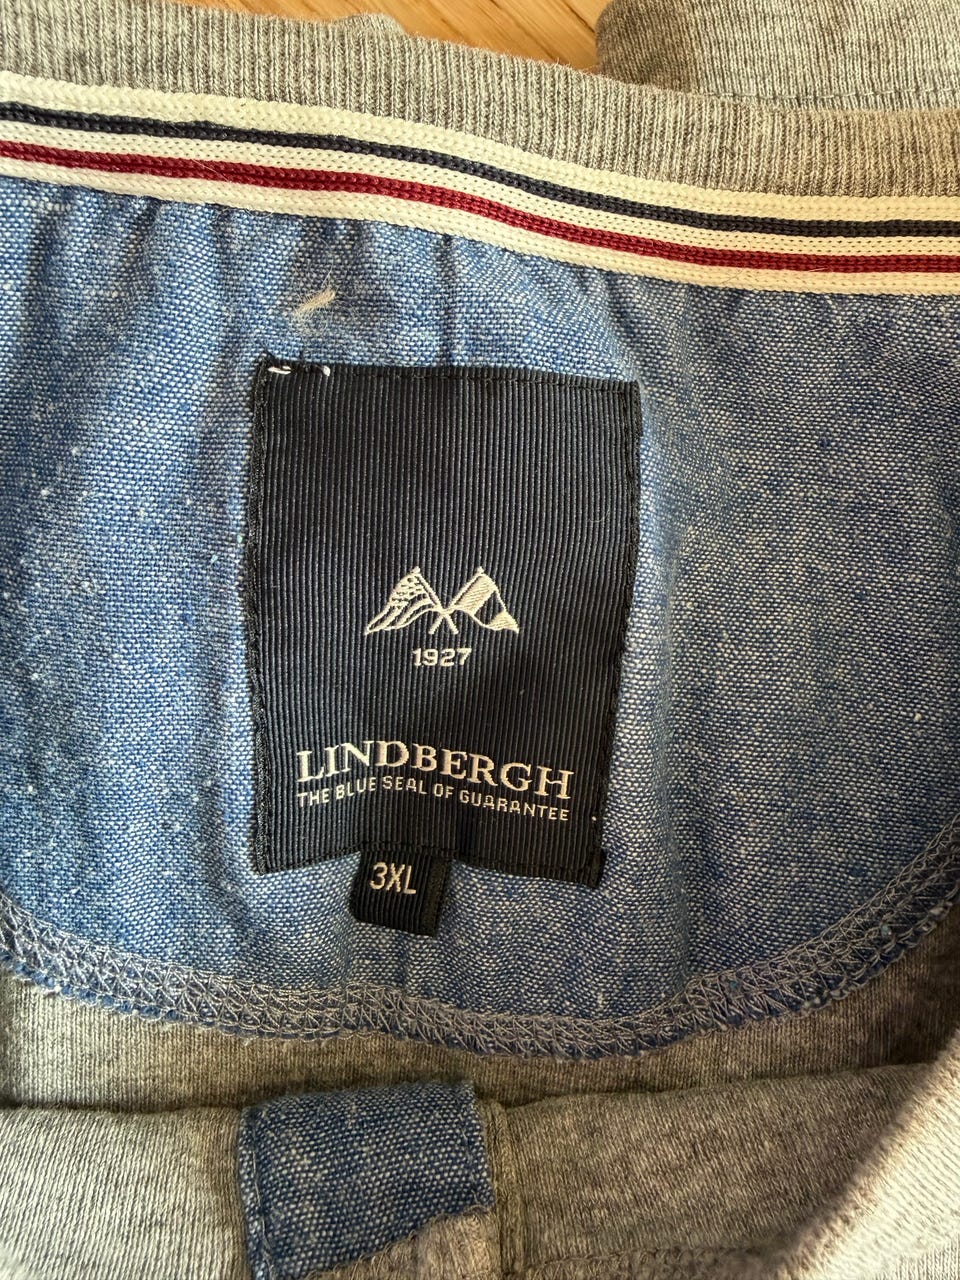 1927
LINDBERGH
THE BLUE SEAL OF GUARANTEE
3XL